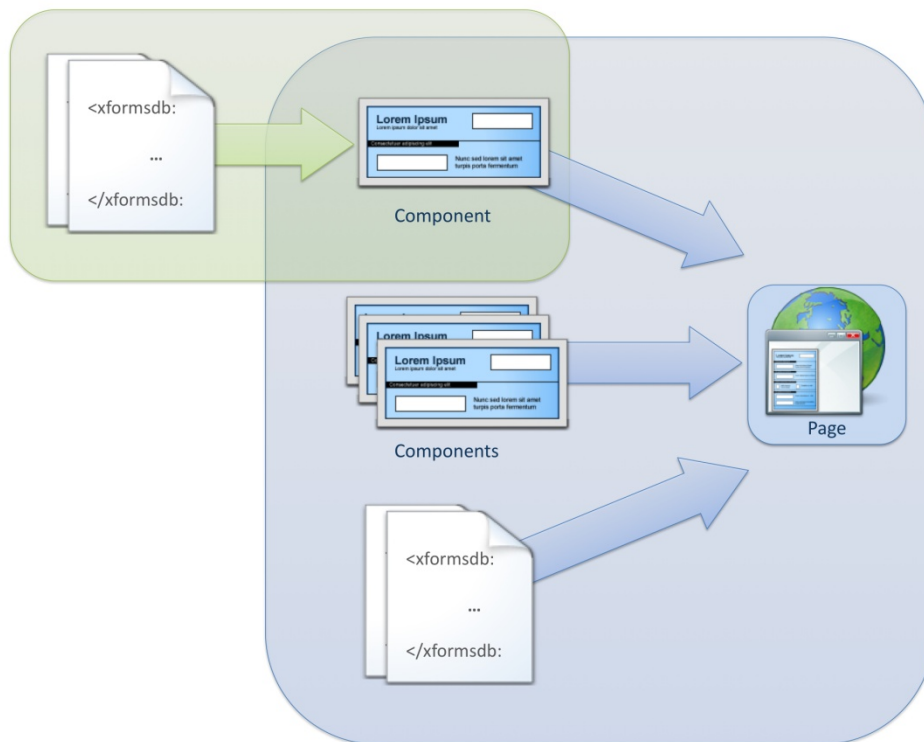 <xformsdb:
...
</xformsdb:
Lorem Ipsum
Lorem ipsum dolor sit amet
Consectetuer adipiscing elit
Nunc sed lorem sit amet
turpis porta fermentum
Component
Lorem Ipsum
Lorem ipsum dolor sit amet
Consectetuer adipiscing elit
Nunc sed lorem sit amet
turpis porta fermentum
Components
Page
<xformsdb:
...
</xformsdb: